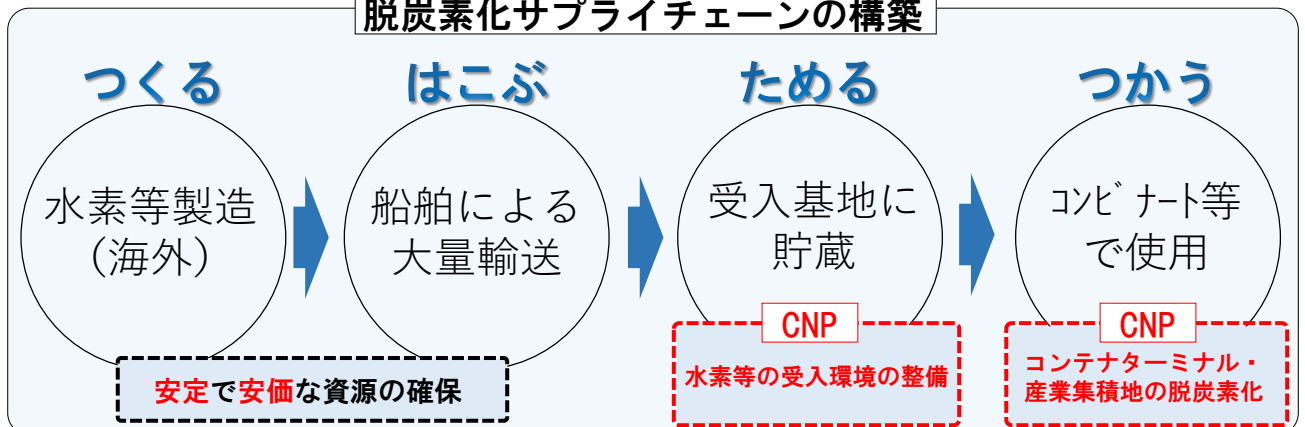 脱炭素化サプライチェーンの構築
つくる
はこぶ
ためる
つかう
水素等製造
(海外)
船舶による
大量輸送
受入基地に
貯蔵
ｺﾝﾋﾞﾅｰﾄ等
で使用
安定で安価な資源の確保
CNP
水素等の受入環境の整備
CNP
コンテナターミナル・
産業集積地の脱炭素化